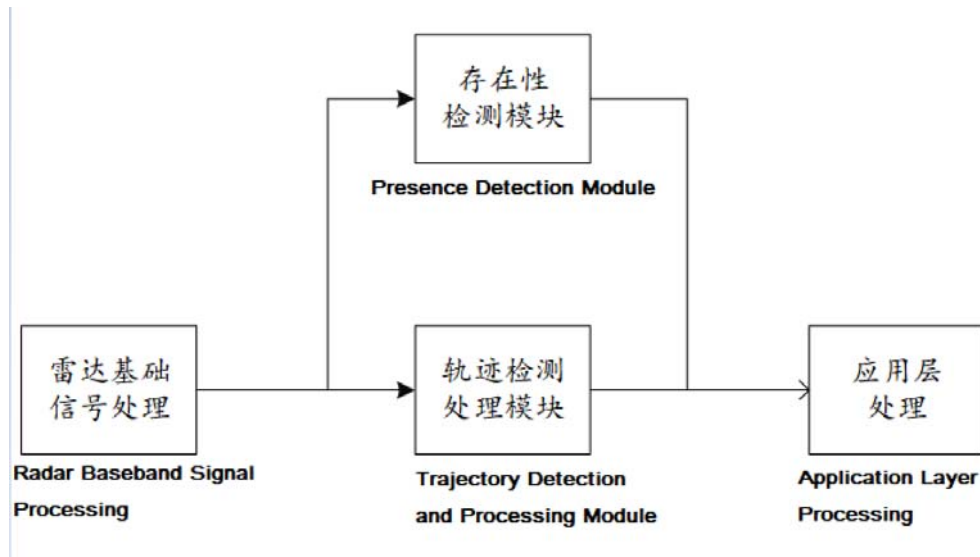 存在性
检测模块
Presence Detection Module
雷达基础
信号处理
Radar Baseband Signal
Processing
轨迹检测
处理模块
Trajectory Detection
and Processing Module
应用层
处理
Application Layer
Processing